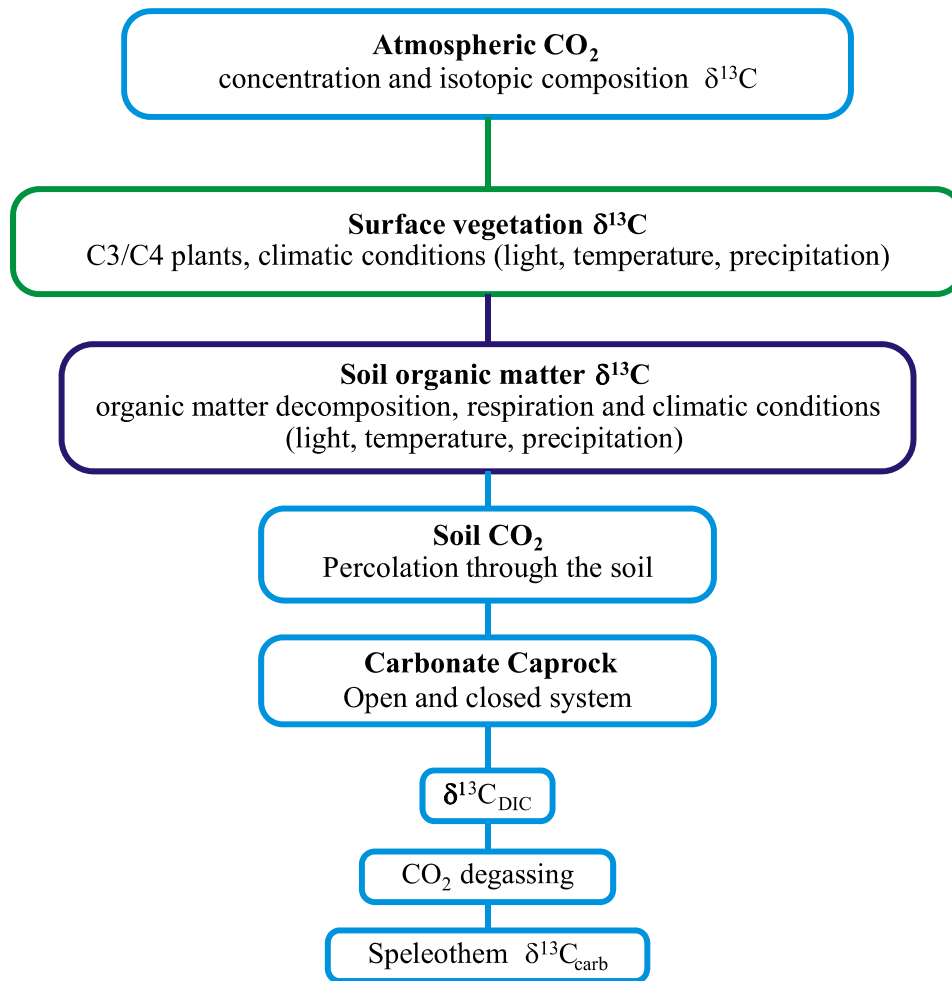 Atmospheric CO₂
concentration and isotopic composition δ¹³C
Surface vegetation δ¹³C
C3/C4 plants, climatic conditions (light, temperature, precipitation)
Soil organic matter δ¹³C
organic matter decomposition, respiration and climatic conditions
(light, temperature, precipitation)
Soil CO₂
Percolation through the soil
Carbonate Caprock
Open and closed system
δ¹³C_DIC
CO₂ degassing
Speleothem δ¹³C_carb